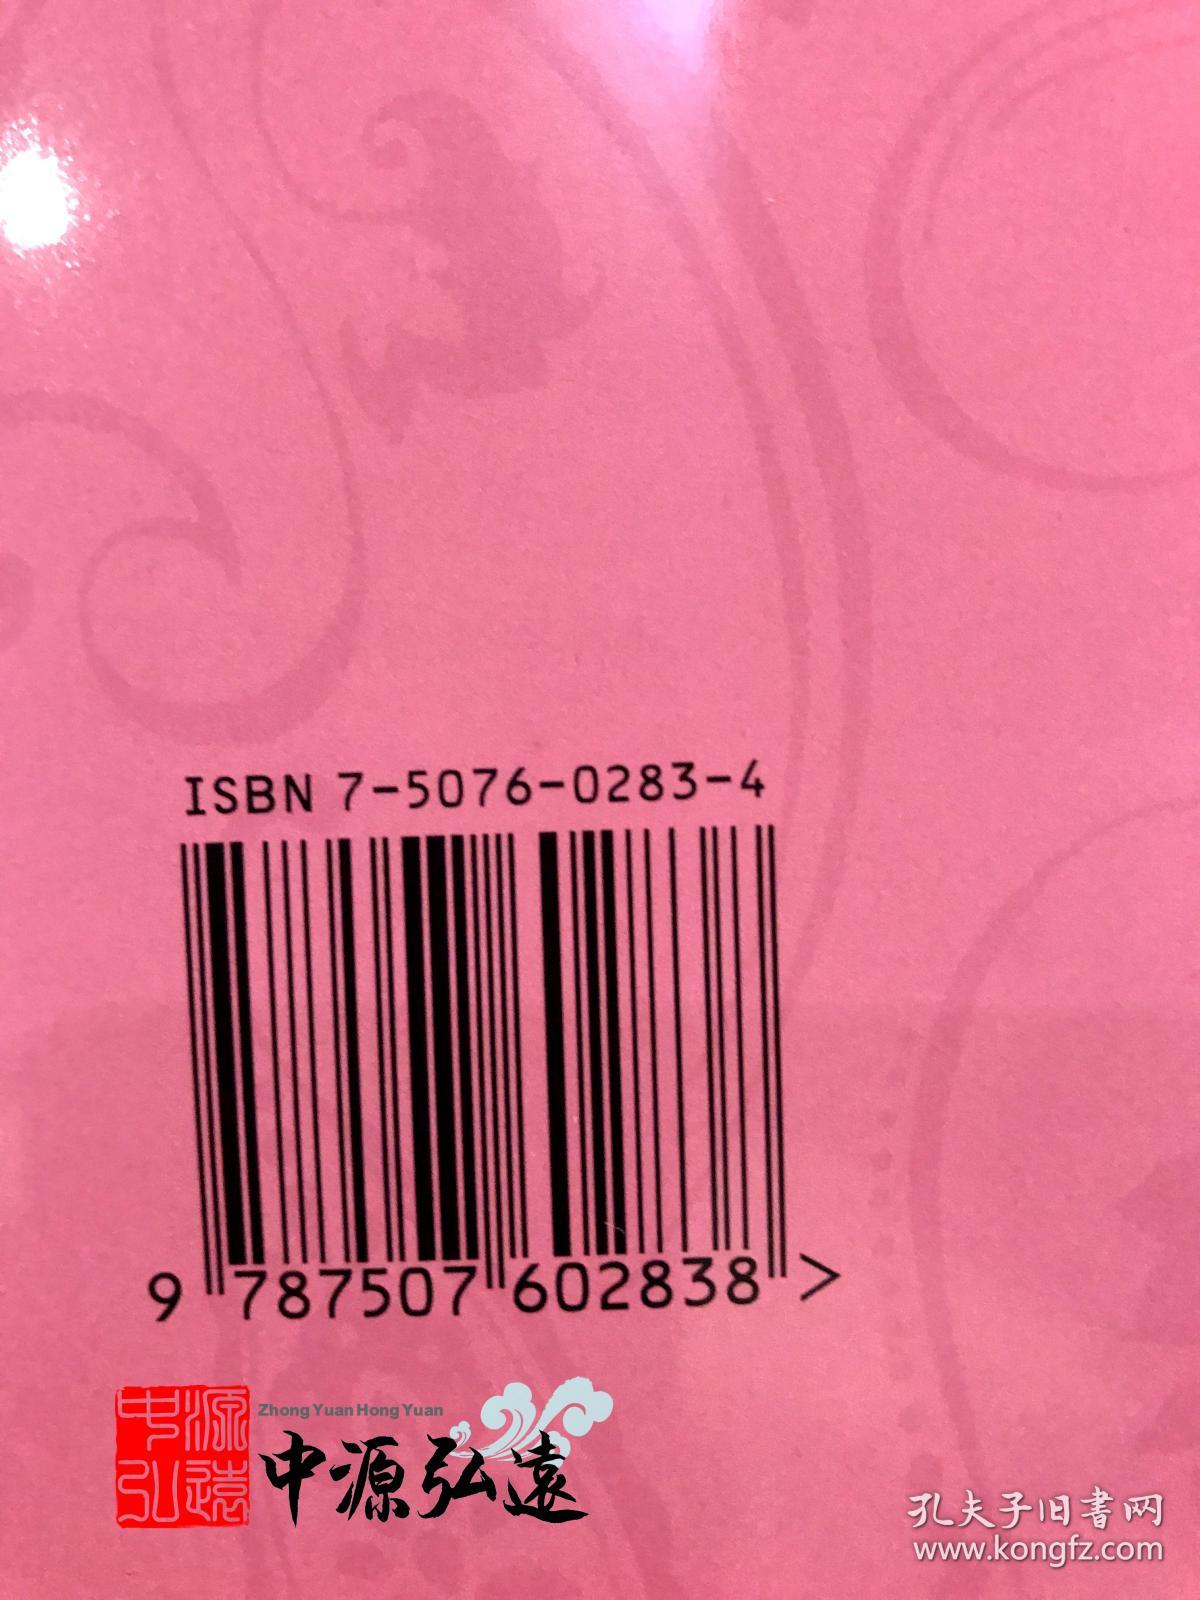 ISBN 7-5076-0283-4
9 787507 602838 >
中源
弘遠
Zhong Yuan Hong Yuan
中源弘遠
孔夫子旧书网
www.kongfz.com